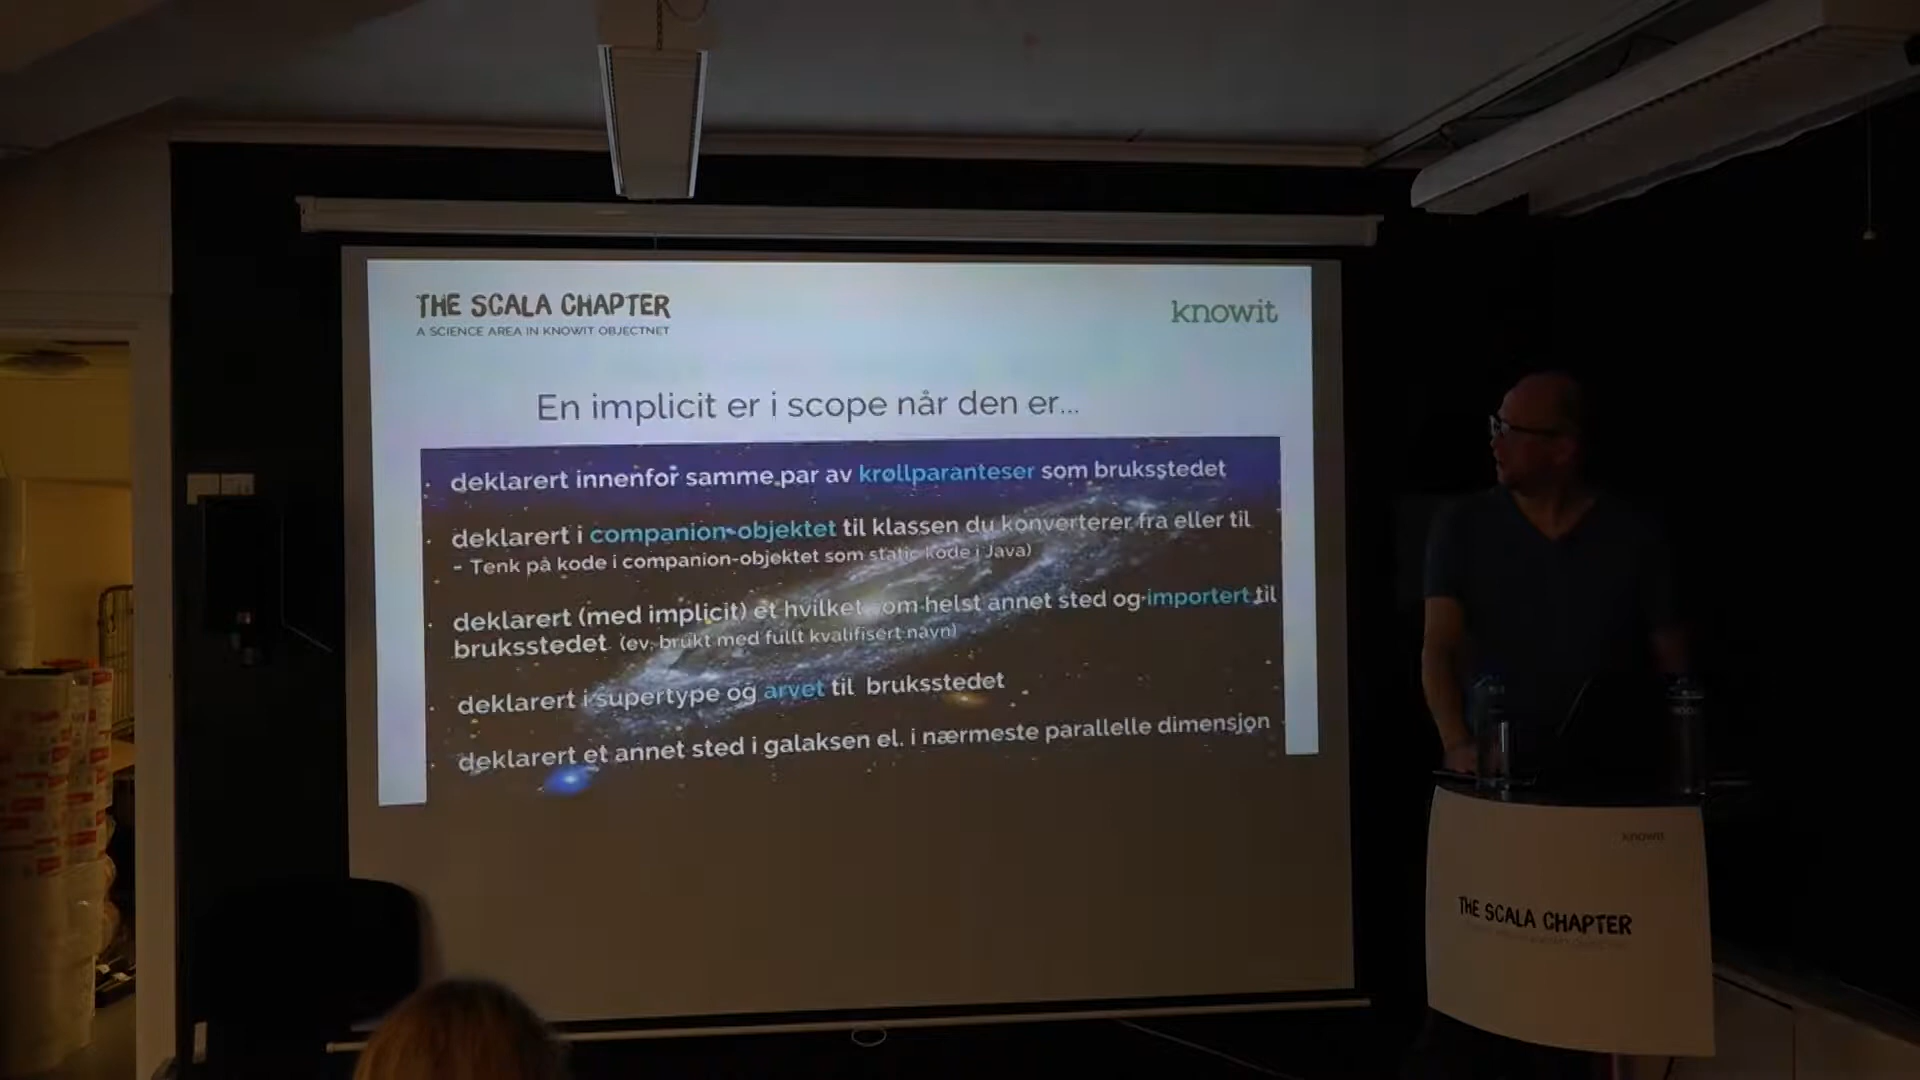 THE SCALA CHAPTER
A SCIENCE AREA IN KNOWIT OBJECTNET
knowit
En implicit er i scope når den er...
deklarert innenfor samme par av krøllparanteser som bruksstedet
deklarert i companion-objektet til klassen du konverterer fra eller til
- Tenk på kode i companion-objektet som static kode i Java)
deklarert (med implicit) et hvilket som helst annet sted og importert til
bruksstedet (ev. brukt med fullt kvalifisert navn)
deklarert i supertype og arvet til bruksstedet
deklarert et annet sted i galaksen el. i nærmeste parallelle dimensjon
knowit
THE SCALA CHAPTER